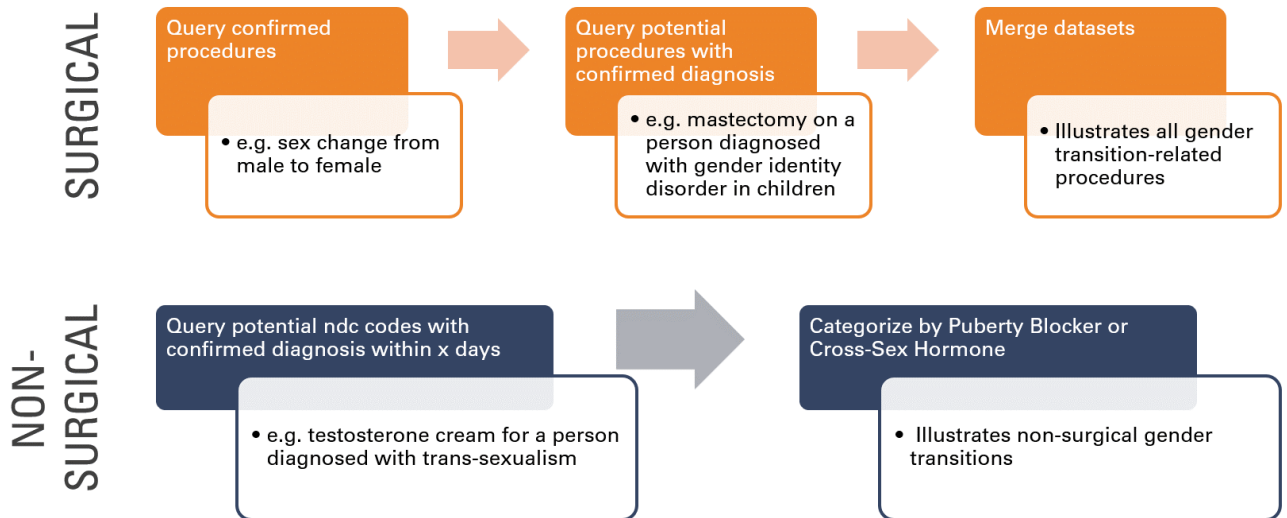 SURGICAL
Query confirmed
procedures
• e.g. sex change from
male to female
Query potential
procedures with
confirmed diagnosis
• e.g. mastectomy on a
person diagnosed
with gender identity
disorder in children
Merge datasets
• Illustrates all gender
transition-related
procedures
NON-
SURGICAL
Query potential ndc codes with
confirmed diagnosis within x days
• e.g. testosterone cream for a person
diagnosed with trans-sexualism
Categorize by Puberty Blocker or
Cross-Sex Hormone
• Illustrates non-surgical gender
transitions